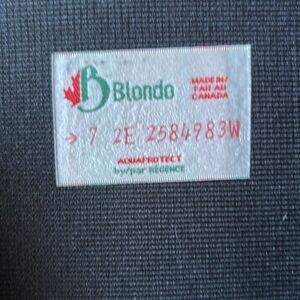 B Blondo
MADE IN/
FAIT AU
CANADA
→ 7 2E 2584983W
AQUAPROTECT
by/par REGENCE